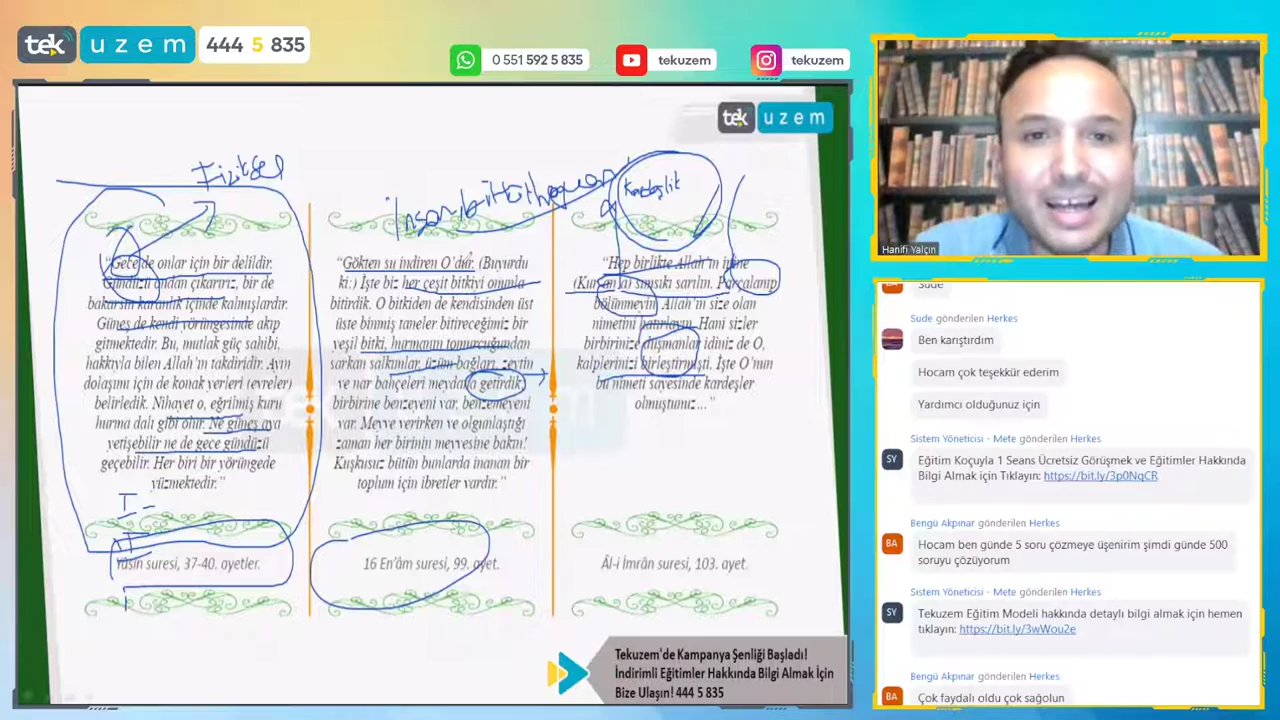 tek uzem 444 5 835
0 551 592 5 835
tekuzem
tekuzem
tek uzem
Fiziksel
Kardeşlik
"Gece de onlar için bir delildir.
Gündüzü ondan çıkarırız, bir de
bakarsın karanlık içinde kalmışlardır.
Güneş de kendi yörüngesinde akıp
gitmektedir. Bu, mutlak güç sahibi,
hakkıyla bilen Allah'ın takdiridir. Ayın
dolaşımı için de konak yerleri (evreler)
belirledik. Nihayet o, eğrilmiş kuru
hurma dalı gibi olur. Ne güneş aya
yetişebilir ne de gece gündüzü
geçebilir. Her biri bir yörüngede
yüzmektedir."
Yâsîn suresi, 37-40. ayetler.
"Gökten su indiren O'dur. (Buyurdu
ki:) İşte biz her çeşit bitkiyi onunla
bitirdik. O bitkiden de kendisinden üst
üste binmiş taneler bitireceğimiz bir
yeşil bitki, hurmanın tomurcuğundan
sarkan salkımlar, üzüm bağları, zeytin
ve nar bahçeleri meydana getirdik.
birbirine benzeyeni var, benzemeyeni
var. Meyve verirken ve olgunlaştığı
zaman her birinin meyvesine bakın!
Kuşkusuz bütün bunlarda inanan bir
toplum için ibretler vardır."
16 En'âm suresi, 99. ayet.
"Hep birlikte Allah'ın ipine
(Kur'an'a) sımsıkı sarılın. Parçalanıp
bölünmeyin. Allah'ın size olan
nimetini hatırlayın. Hani sizler
birbirinize düşmanlar idiniz de O,
kalplerinizi birleştirmişti. İşte O'nun
bu nimeti sayesinde kardeşler
olmuştunuz..."
Âl-i İmrân suresi, 103. ayet.
Tekuzem'de Kampanya Şenliği Başladı!
İndirimli Eğitimler Hakkında Bilgi Almak İçin
Bize Ulaşın! 444 5 835
Hanifi Yalçın
Sude
Sude gönderilen Herkes
Ben karıştırdım
Hocam çok teşekkür ederim
Yardımcı olduğunuz için
Sistem Yöneticisi - Mete gönderilen Herkes
SY
Eğitim Koçuyla 1 Seans Ücretsiz Görüşmek ve Eğitimler Hakkında
Bilgi Almak için Tıklayın: https://bit.ly/3p0NqCR
Bengü Akpınar gönderilen Herkes
BA
Hocam ben günde 5 soru çözmeye üşenirim şimdi günde 500
soruyu çözüyorum
Sistem Yöneticisi - Mete gönderilen Herkes
SY
Tekuzem Eğitim Modeli hakkında detaylı bilgi almak için hemen
tıklayın: https://bit.ly/3wWou2e
Bengü Akpınar gönderilen Herkes
BA
Çok faydalı oldu çok sağolun